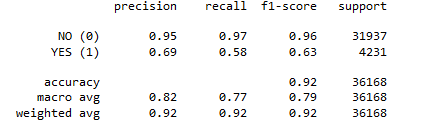 precision recall f1-score support
NO (0) 0.95 0.97 0.96 31937
YES (1) 0.69 0.58 0.63 4231
accuracy 0.92 36168
macro avg 0.82 0.77 0.79 36168
weighted avg 0.92 0.92 0.92 36168